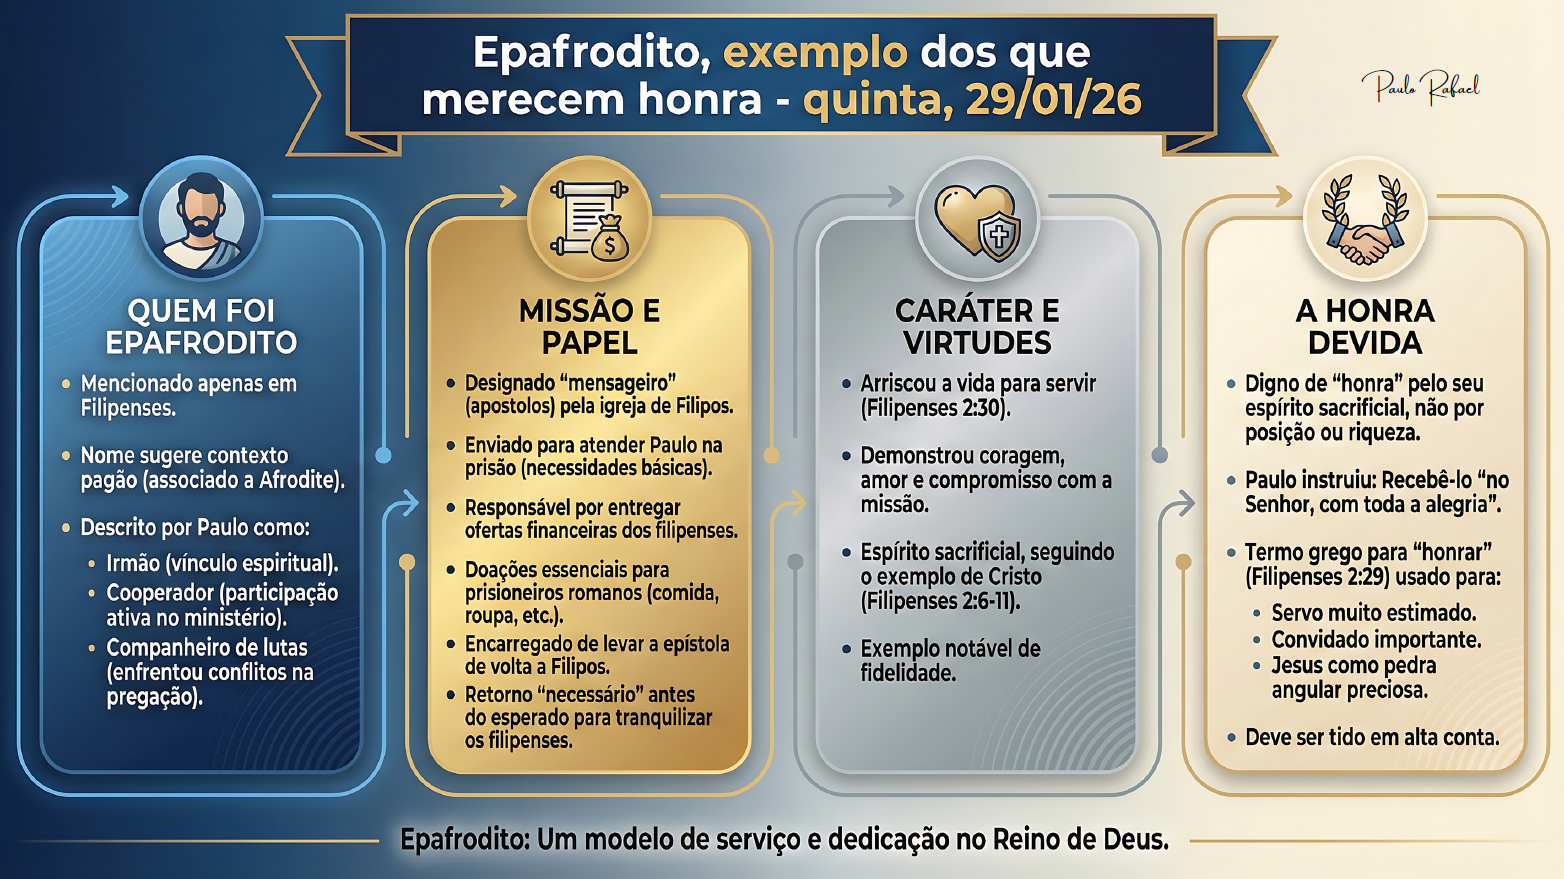 Epafrodito, exemplo dos que
merecem honra - quinta, 29/01/26
Paulo Rafael
QUEM FOI
EPAFRODITO
• Mencionado apenas em
Filipenses.
• Nome sugere contexto
pagão (associado a Afrodite).
• Descrito por Paulo como:
• Irmão (vínculo espiritual).
• Cooperador (participação
ativa no ministério).
• Companheiro de lutas
(enfrentou conflitos na
pregação).
$
MISSÃO E
PAPEL
• Designado “mensageiro”
(apostolos) pela igreja de Filipos.
• Enviado para atender Paulo na
prisão (necessidades básicas).
• Responsável por entregar
ofertas financeiras dos filipenses.
• Doações essenciais para
prisioneiros romanos (comida,
roupa, etc.).
• Encarregado de levar a epístola
de volta a Filipos.
• Retorno “necessário” antes
do esperado para tranquilizar
os filipenses.
CARÁTER E
VIRTUDES
• Arriscou a vida para servir
(Filipenses 2:30).
• Demonstrou coragem,
amor e compromisso com a
missão.
• Espírito sacrificial, seguindo
o exemplo de Cristo
(Filipenses 2:6-11).
• Exemplo notável de
fidelidade.
A HONRA
DEVIDA
• Digno de “honra” pelo seu
espírito sacrificial, não por
posição ou riqueza.
• Paulo instruiu: Recebê-lo “no
Senhor, com toda a alegria”.
• Termo grego para “honrar”
(Filipenses 2:29) usado para:
• Servo muito estimado.
• Convidado importante.
• Jesus como pedra
angular preciosa.
• Deve ser tido em alta conta.
Epafrodito: Um modelo de serviço e dedicação no Reino de Deus.